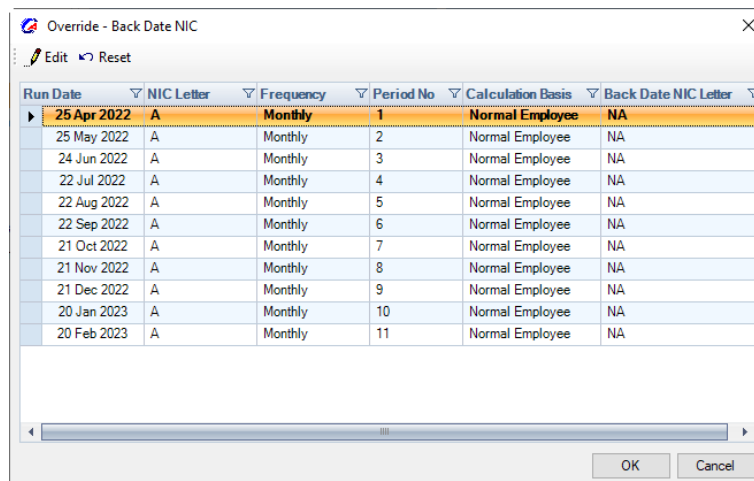 Override - Back Date NIC
Edit Reset
Run Date NIC Letter Frequency Period No Calculation Basis Back Date NIC Letter
25 Apr 2022 A Monthly 1 Normal Employee NA
25 May 2022 A Monthly 2 Normal Employee NA
24 Jun 2022 A Monthly 3 Normal Employee NA
22 Jul 2022 A Monthly 4 Normal Employee NA
22 Aug 2022 A Monthly 5 Normal Employee NA
22 Sep 2022 A Monthly 6 Normal Employee NA
21 Oct 2022 A Monthly 7 Normal Employee NA
21 Nov 2022 A Monthly 8 Normal Employee NA
21 Dec 2022 A Monthly 9 Normal Employee NA
20 Jan 2023 A Monthly 10 Normal Employee NA
20 Feb 2023 A Monthly 11 Normal Employee NA
OK Cancel